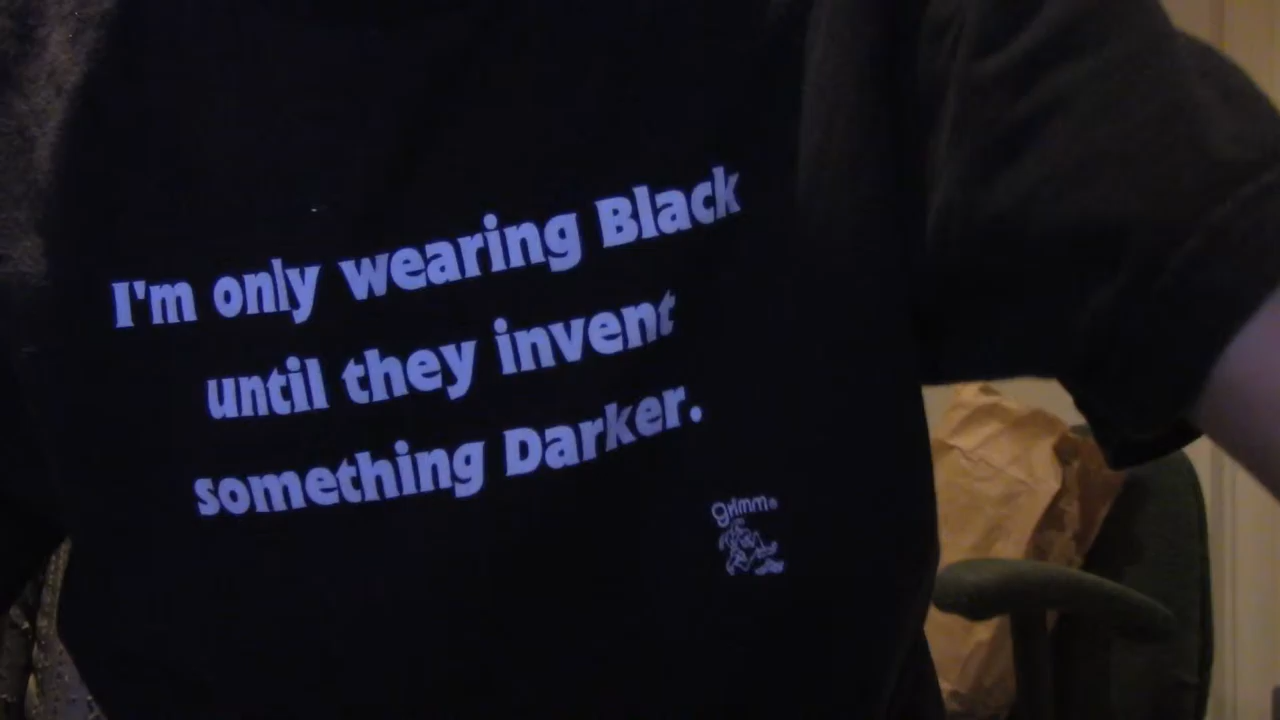 I'm only wearing Black
until they invent
something Darker.
grimm®